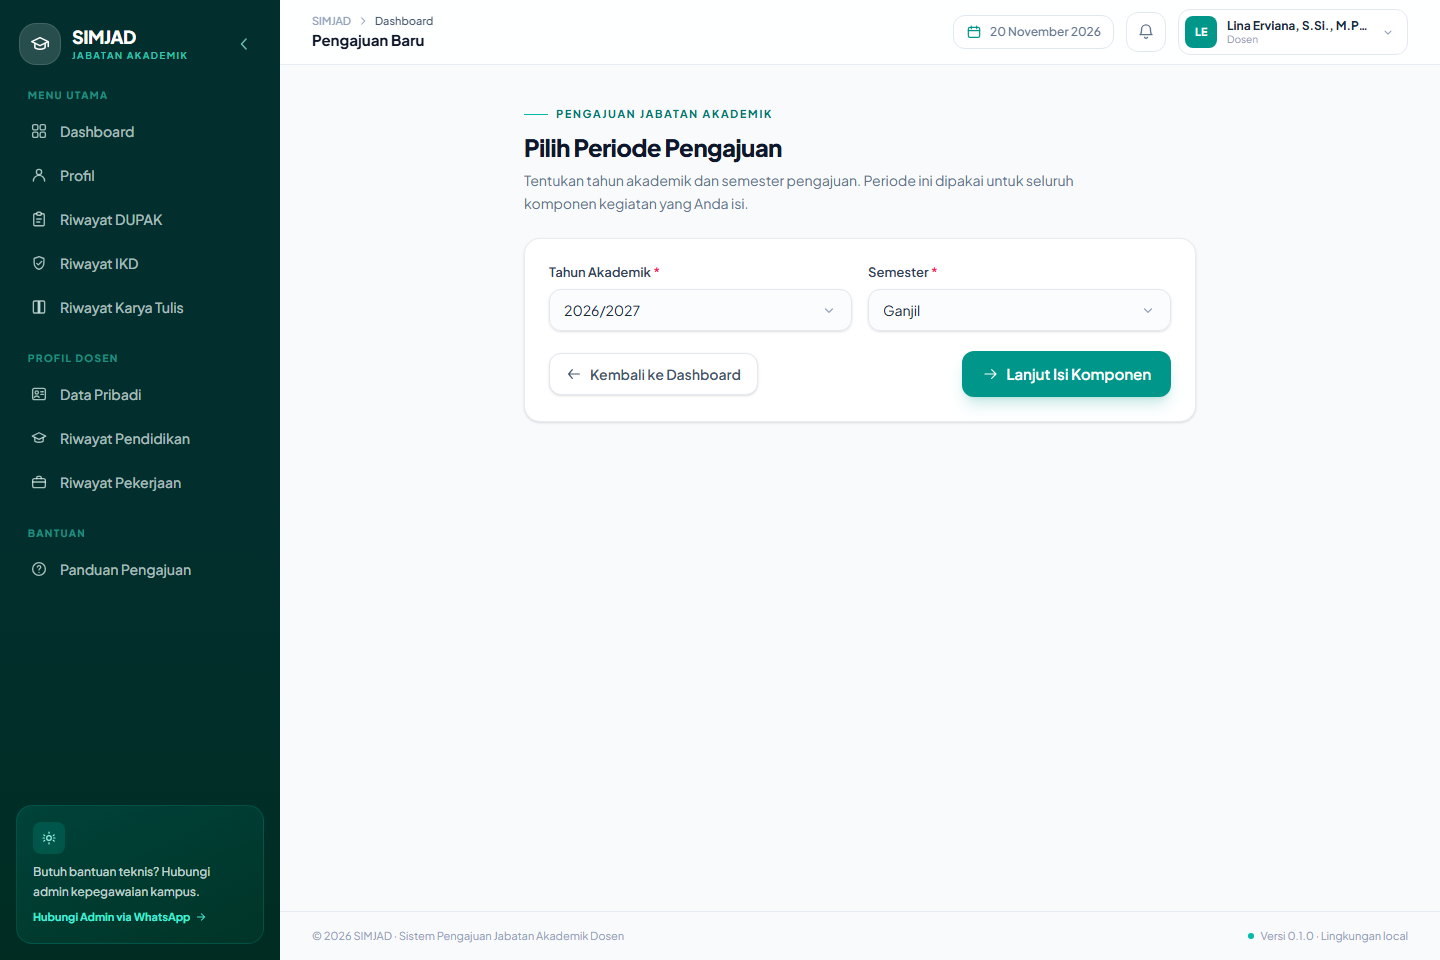 SIMJAD
JABATAN AKADEMIK
MENU UTAMA
Dashboard
Profil
Riwayat DUPAK
Riwayat IKD
Riwayat Karya Tulis
PROFIL DOSEN
Data Pribadi
Riwayat Pendidikan
Riwayat Pekerjaan
BANTUAN
Panduan Pengajuan
Butuh bantuan teknis? Hubungi
admin kepegawaian kampus.
Hubungi Admin via WhatsApp →
SIMJAD > Dashboard
Pengajuan Baru
20 November 2026
LE
Lina Erviana, S.Si., M.P...
Dosen
PENGAJUAN JABATAN AKADEMIK
Pilih Periode Pengajuan
Tentukan tahun akademik dan semester pengajuan. Periode ini dipakai untuk seluruh
komponen kegiatan yang Anda isi.
Tahun Akademik *
2026/2027
Semester *
Ganjil
← Kembali ke Dashboard
→ Lanjut Isi Komponen
© 2026 SIMJAD · Sistem Pengajuan Jabatan Akademik Dosen
Versi 0.1.0 · Lingkungan local